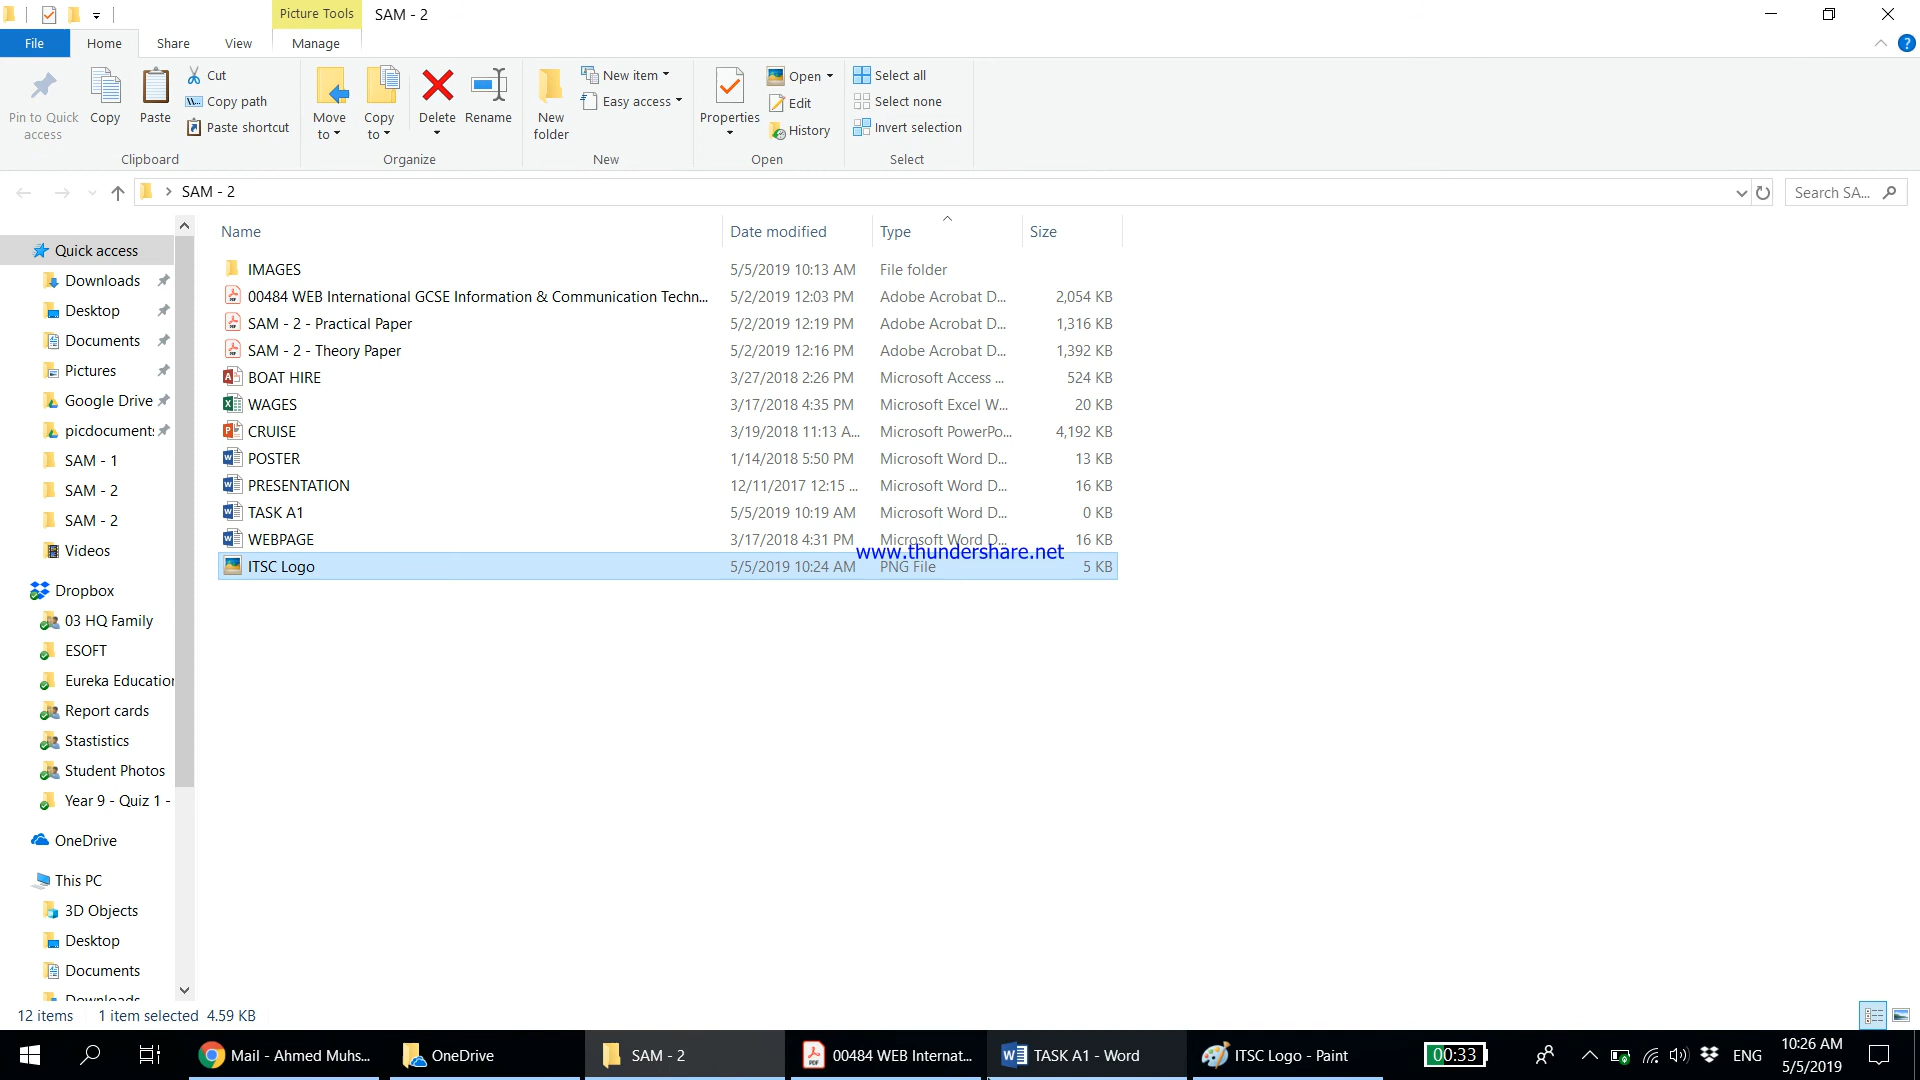 Picture Tools
SAM - 2
File
Home
Share
View
Manage
Pin to Quick access
Copy
Paste
Cut
Copy path
Paste shortcut
Clipboard
Move to
Copy to
Delete
Rename
Organize
New folder
New item
Easy access
New
Properties
Open
Edit
History
Open
Select all
Select none
Invert selection
Select
SAM - 2
Search SA...
Name
Date modified
Type
Size
IMAGES 5/5/2019 10:13 AM File folder
00484 WEB International GCSE Information & Communication Techn... 5/2/2019 12:03 PM Adobe Acrobat D... 2,054 KB
SAM - 2 - Practical Paper 5/2/2019 12:19 PM Adobe Acrobat D... 1,316 KB
SAM - 2 - Theory Paper 5/2/2019 12:16 PM Adobe Acrobat D... 1,392 KB
BOAT HIRE 3/27/2018 2:26 PM Microsoft Access ... 524 KB
WAGES 3/17/2018 4:35 PM Microsoft Excel W... 20 KB
CRUISE 3/19/2018 11:13 A... Microsoft PowerPo... 4,192 KB
POSTER 1/14/2018 5:50 PM Microsoft Word D... 13 KB
PRESENTATION 12/11/2017 12:15 ... Microsoft Word D... 16 KB
TASK A1 5/5/2019 10:19 AM Microsoft Word D... 0 KB
WEBPAGE 3/17/2018 4:31 PM Microsoft Word D... 16 KB
www.thundershare.net
ITSC Logo 5/5/2019 10:24 AM PNG File 5 KB
Quick access
Downloads
Desktop
Documents
Pictures
Google Drive
picdocument
SAM - 1
SAM - 2
SAM - 2
Videos
Dropbox
03 HQ Family
ESOFT
Eureka Education
Report cards
Stastistics
Student Photos
Year 9 - Quiz 1 -
OneDrive
This PC
3D Objects
Desktop
Documents
Downloads
12 items 1 item selected 4.59 KB
Mail - Ahmed Muhs...
OneDrive
SAM - 2
00484 WEB Internat...
TASK A1 - Word
ITSC Logo - Paint
00:33
ENG
10:26 AM
5/5/2019